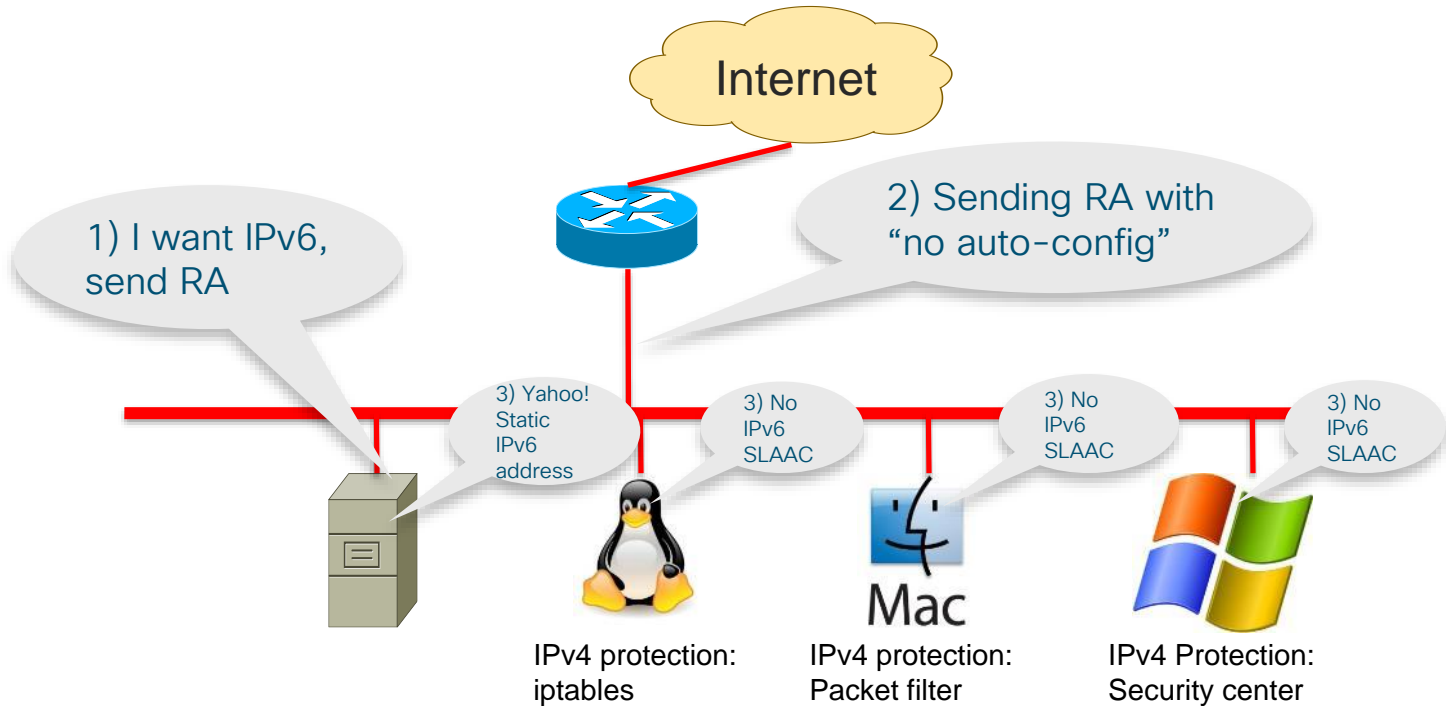 Internet
1) I want IPv6,
send RA
2) Sending RA with
“no auto-config”
3) Yahoo!
Static
IPv6
address
3) No
IPv6
SLAAC
3) No
IPv6
SLAAC
3) No
IPv6
SLAAC
Mac
IPv4 protection:
iptables
IPv4 protection:
Packet filter
IPv4 Protection:
Security center